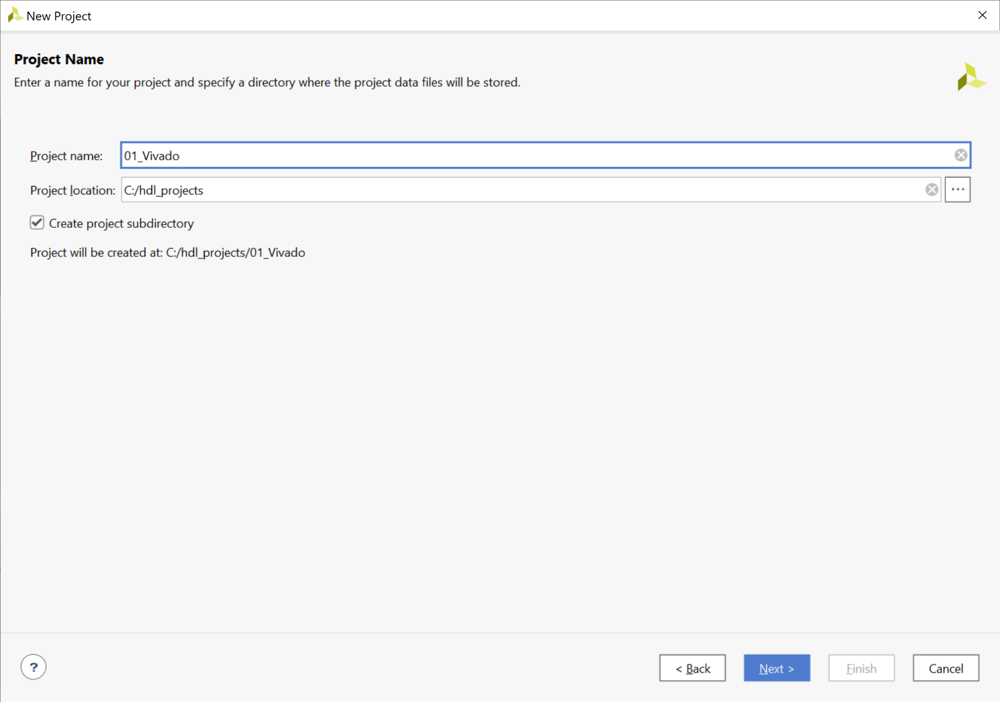 New Project
Project Name
Enter a name for your project and specify a directory where the project data files will be stored.
Project name: 01_Vivado
Project location: C:/hdl_projects ...
Create project subdirectory
Project will be created at: C:/hdl_projects/01_Vivado
? < Back Next > Finish Cancel